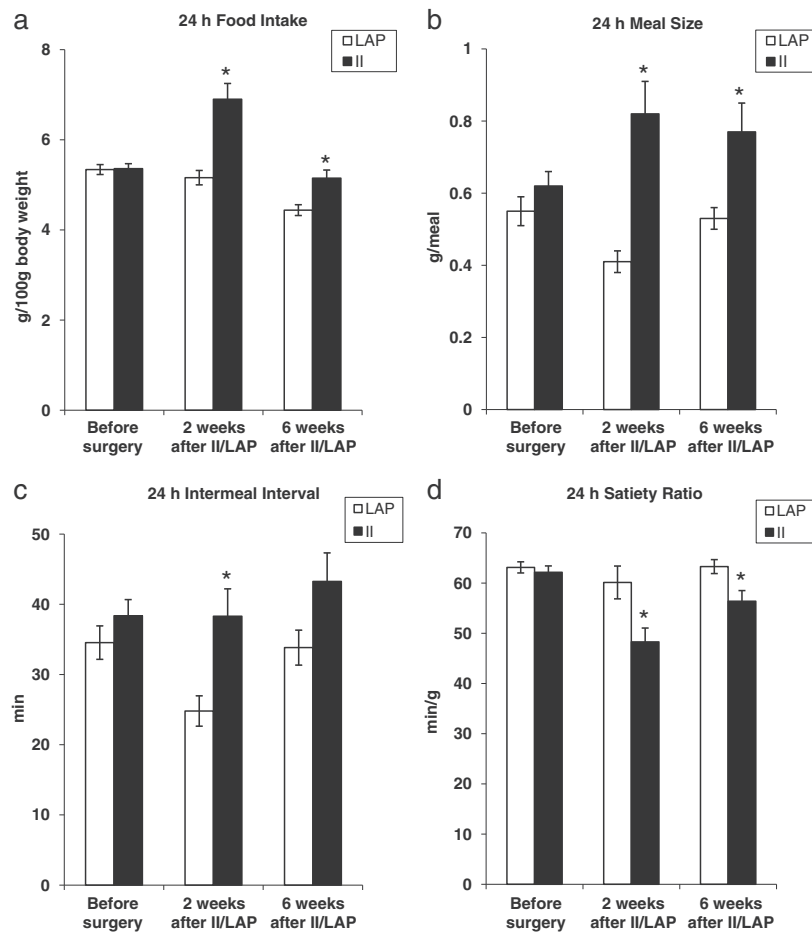 a
24 h Food Intake
LAP
II
g/100g body weight
8
6
4
2
0
*
*
Before surgery
2 weeks after II/LAP
6 weeks after II/LAP
b
24 h Meal Size
LAP
II
g/meal
1
0.8
0.6
0.4
0.2
0
*
*
Before surgery
2 weeks after II/LAP
6 weeks after II/LAP
c
24 h Intermeal Interval
LAP
II
min
50
40
30
20
10
0
*
Before surgery
2 weeks after II/LAP
6 weeks after II/LAP
d
24 h Satiety Ratio
LAP
II
min/g
70
60
50
40
30
20
10
0
*
*
Before surgery
2 weeks after II/LAP
6 weeks after II/LAP